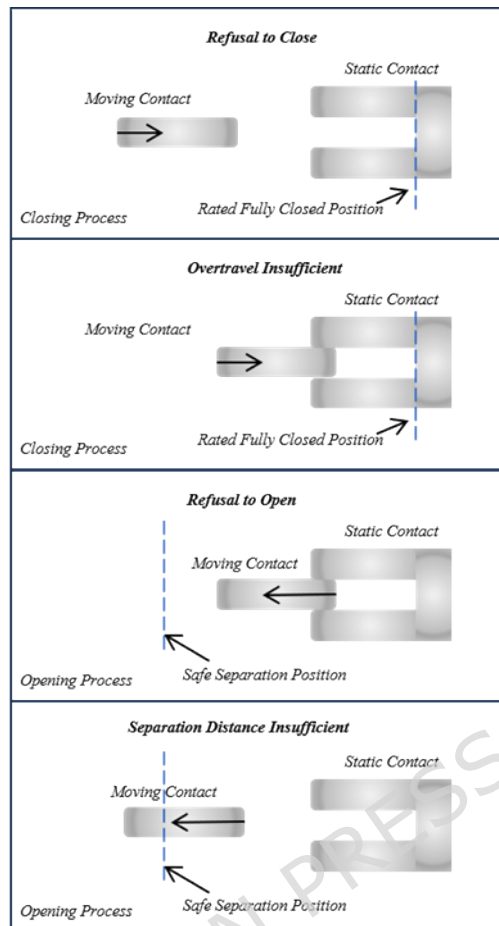 Refusal to Close
Static Contact
Moving Contact
Rated Fully Closed Position
Closing Process
Overtravel Insufficient
Static Contact
Moving Contact
Rated Fully Closed Position
Closing Process
Refusal to Open
Static Contact
Moving Contact
Safe Separation Position
Opening Process
Separation Distance Insufficient
Static Contact
Moving Contact
Safe Separation Position
Opening Process
N PRESS